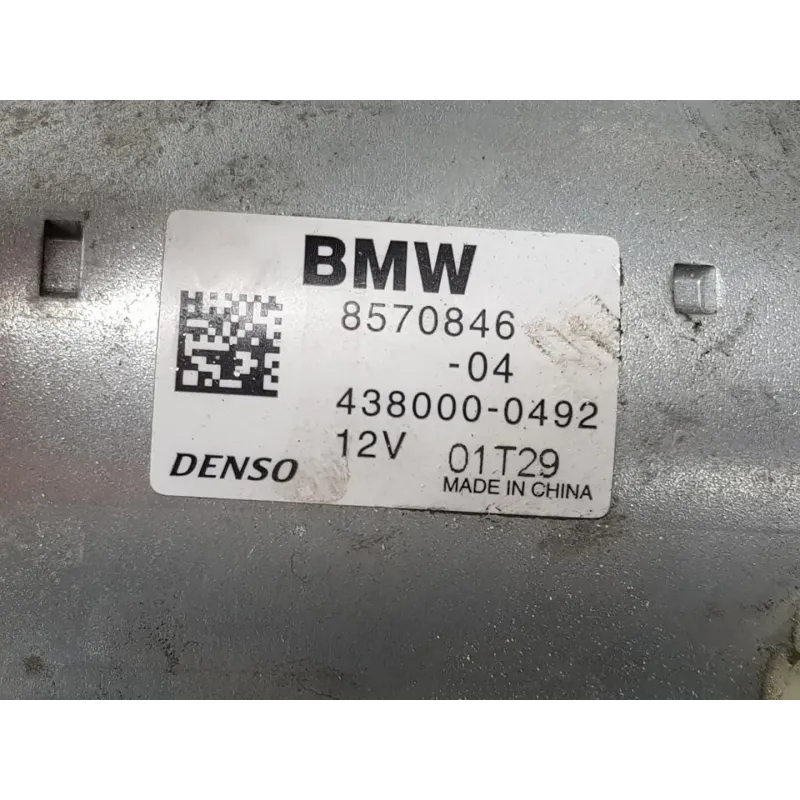 BMW
8570846
-04
438000-0492
12V 01T29
DENSO
MADE IN CHINA